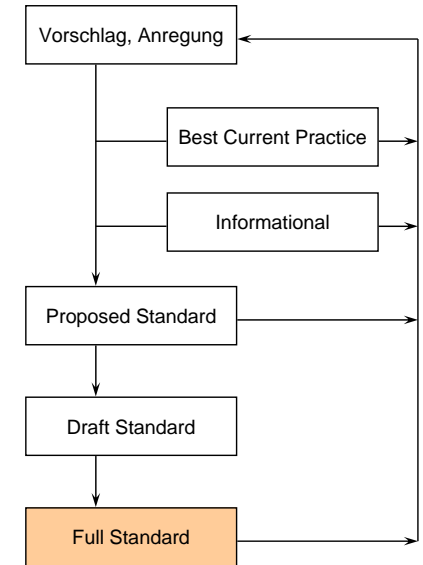 Vorschlag, Anregung
Best Current Practice
Informational
Proposed Standard
Draft Standard
Full Standard